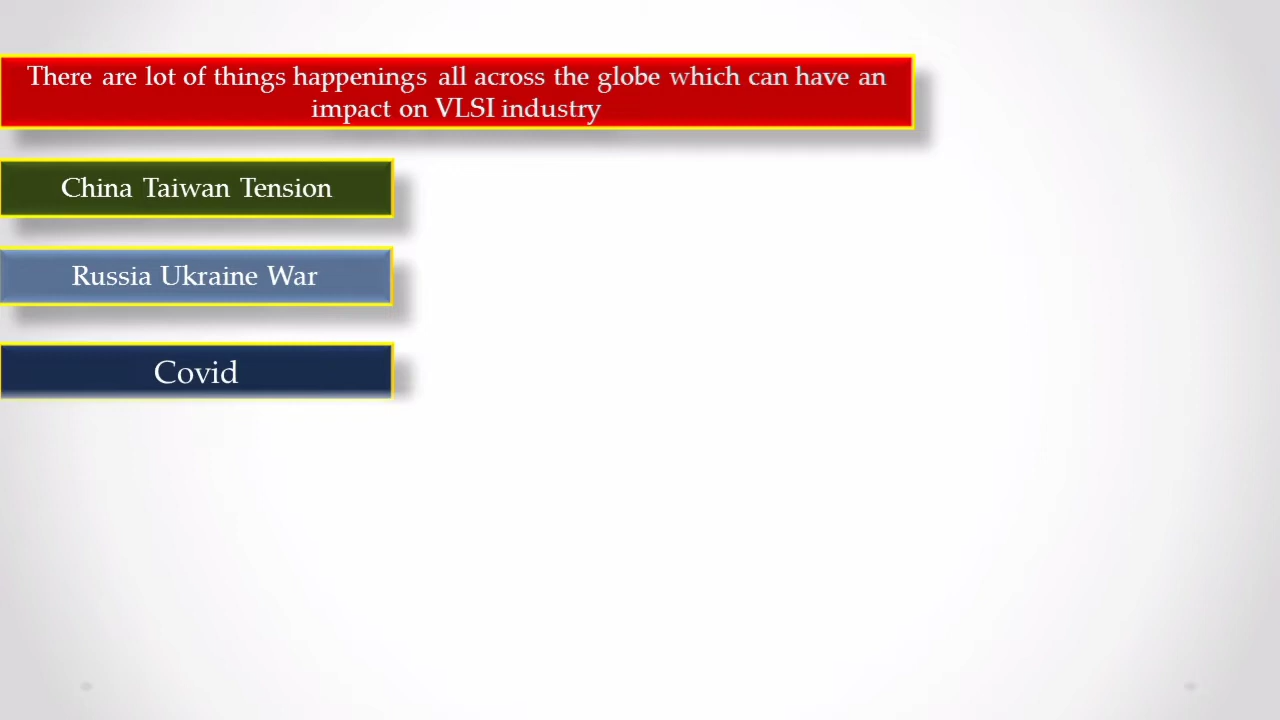 There are lot of things happenings all across the globe which can have an
impact on VLSI industry
China Taiwan Tension
Russia Ukraine War
Covid